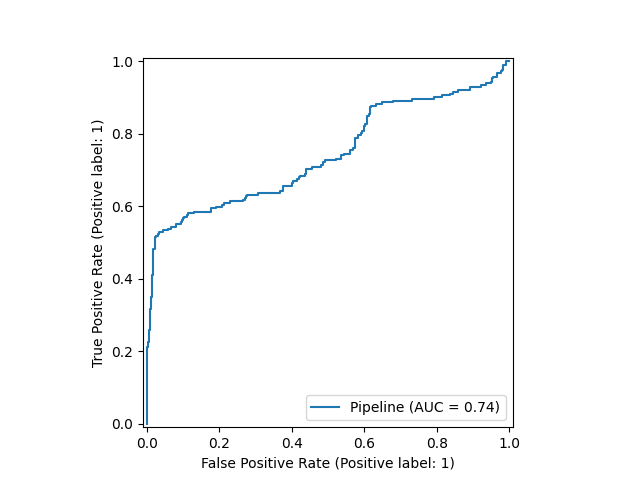 1.0
0.8
0.6
0.4
0.2
0.0
True Positive Rate (Positive label: 1)
Pipeline (AUC = 0.74)
0.0 0.2 0.4 0.6 0.8 1.0
False Positive Rate (Positive label: 1)